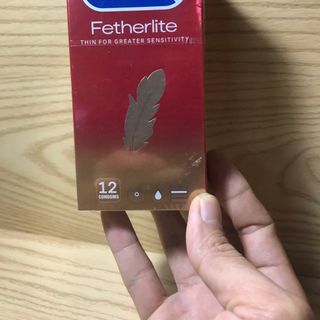 Fetherlite
THIN FOR GREATER SENSITIVITY
12
CONDOMS